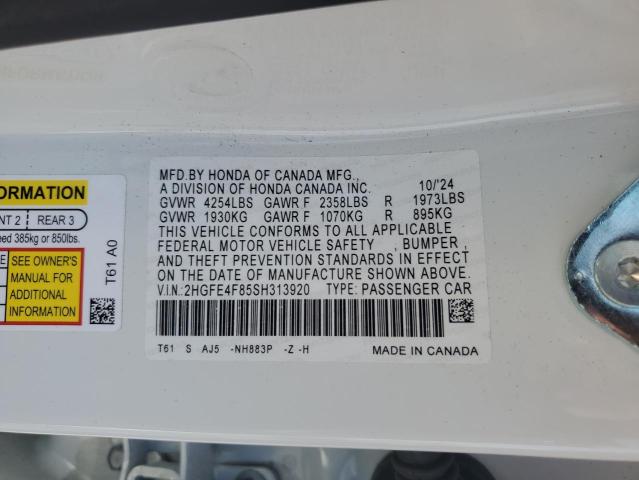 MFD.BY HONDA OF CANADA MFG.,
A DIVISION OF HONDA CANADA INC. 10/'24
GVWR 4254LBS GAWR F 2358LBS R 1973LBS
GVWR 1930KG GAWR F 1070KG R 895KG
THIS VEHICLE CONFORMS TO ALL APPLICABLE
FEDERAL MOTOR VEHICLE SAFETY , BUMPER ,
AND THEFT PREVENTION STANDARDS IN EFFECT
ON THE DATE OF MANUFACTURE SHOWN ABOVE.
V.I.N.:2HGFE4F85SH313920 TYPE: PASSENGER CAR
T61 S AJ5 -NH883P -Z -H MADE IN CANADA
ORMATION
NT 2 REAR 3
eed 385kg or 850lbs.
SEE OWNER'S
MANUAL FOR
ADDITIONAL
INFORMATION
T61 A0